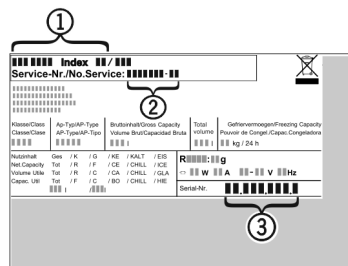 1
Index /
Service-Nr./No.Service: -
2
Klasse/Class Ap-Typ/AP-Type Bruttoinhalt/Gross Capacity Total Gefriervermoegen/Freezing Capacity
Classe/Clase AP-Type/AP-Tipo Volume Brut/Capacidad Bruta volume Pouvoir de Congel./Capac.Congeladora
l l kg / 24 h
Nutzinhalt Ges / K / G / KE / KALT / EIS
Net.Capacity Tot / R / F / CE / CHILL / ICE
Volume Utile Tot / R / C / CA / CHILL / GLA
Capac. Util Tot / F / C / BO / CHILL / HIE
l / l
R : g
W A - V Hz
Serial-Nr. . . .
3